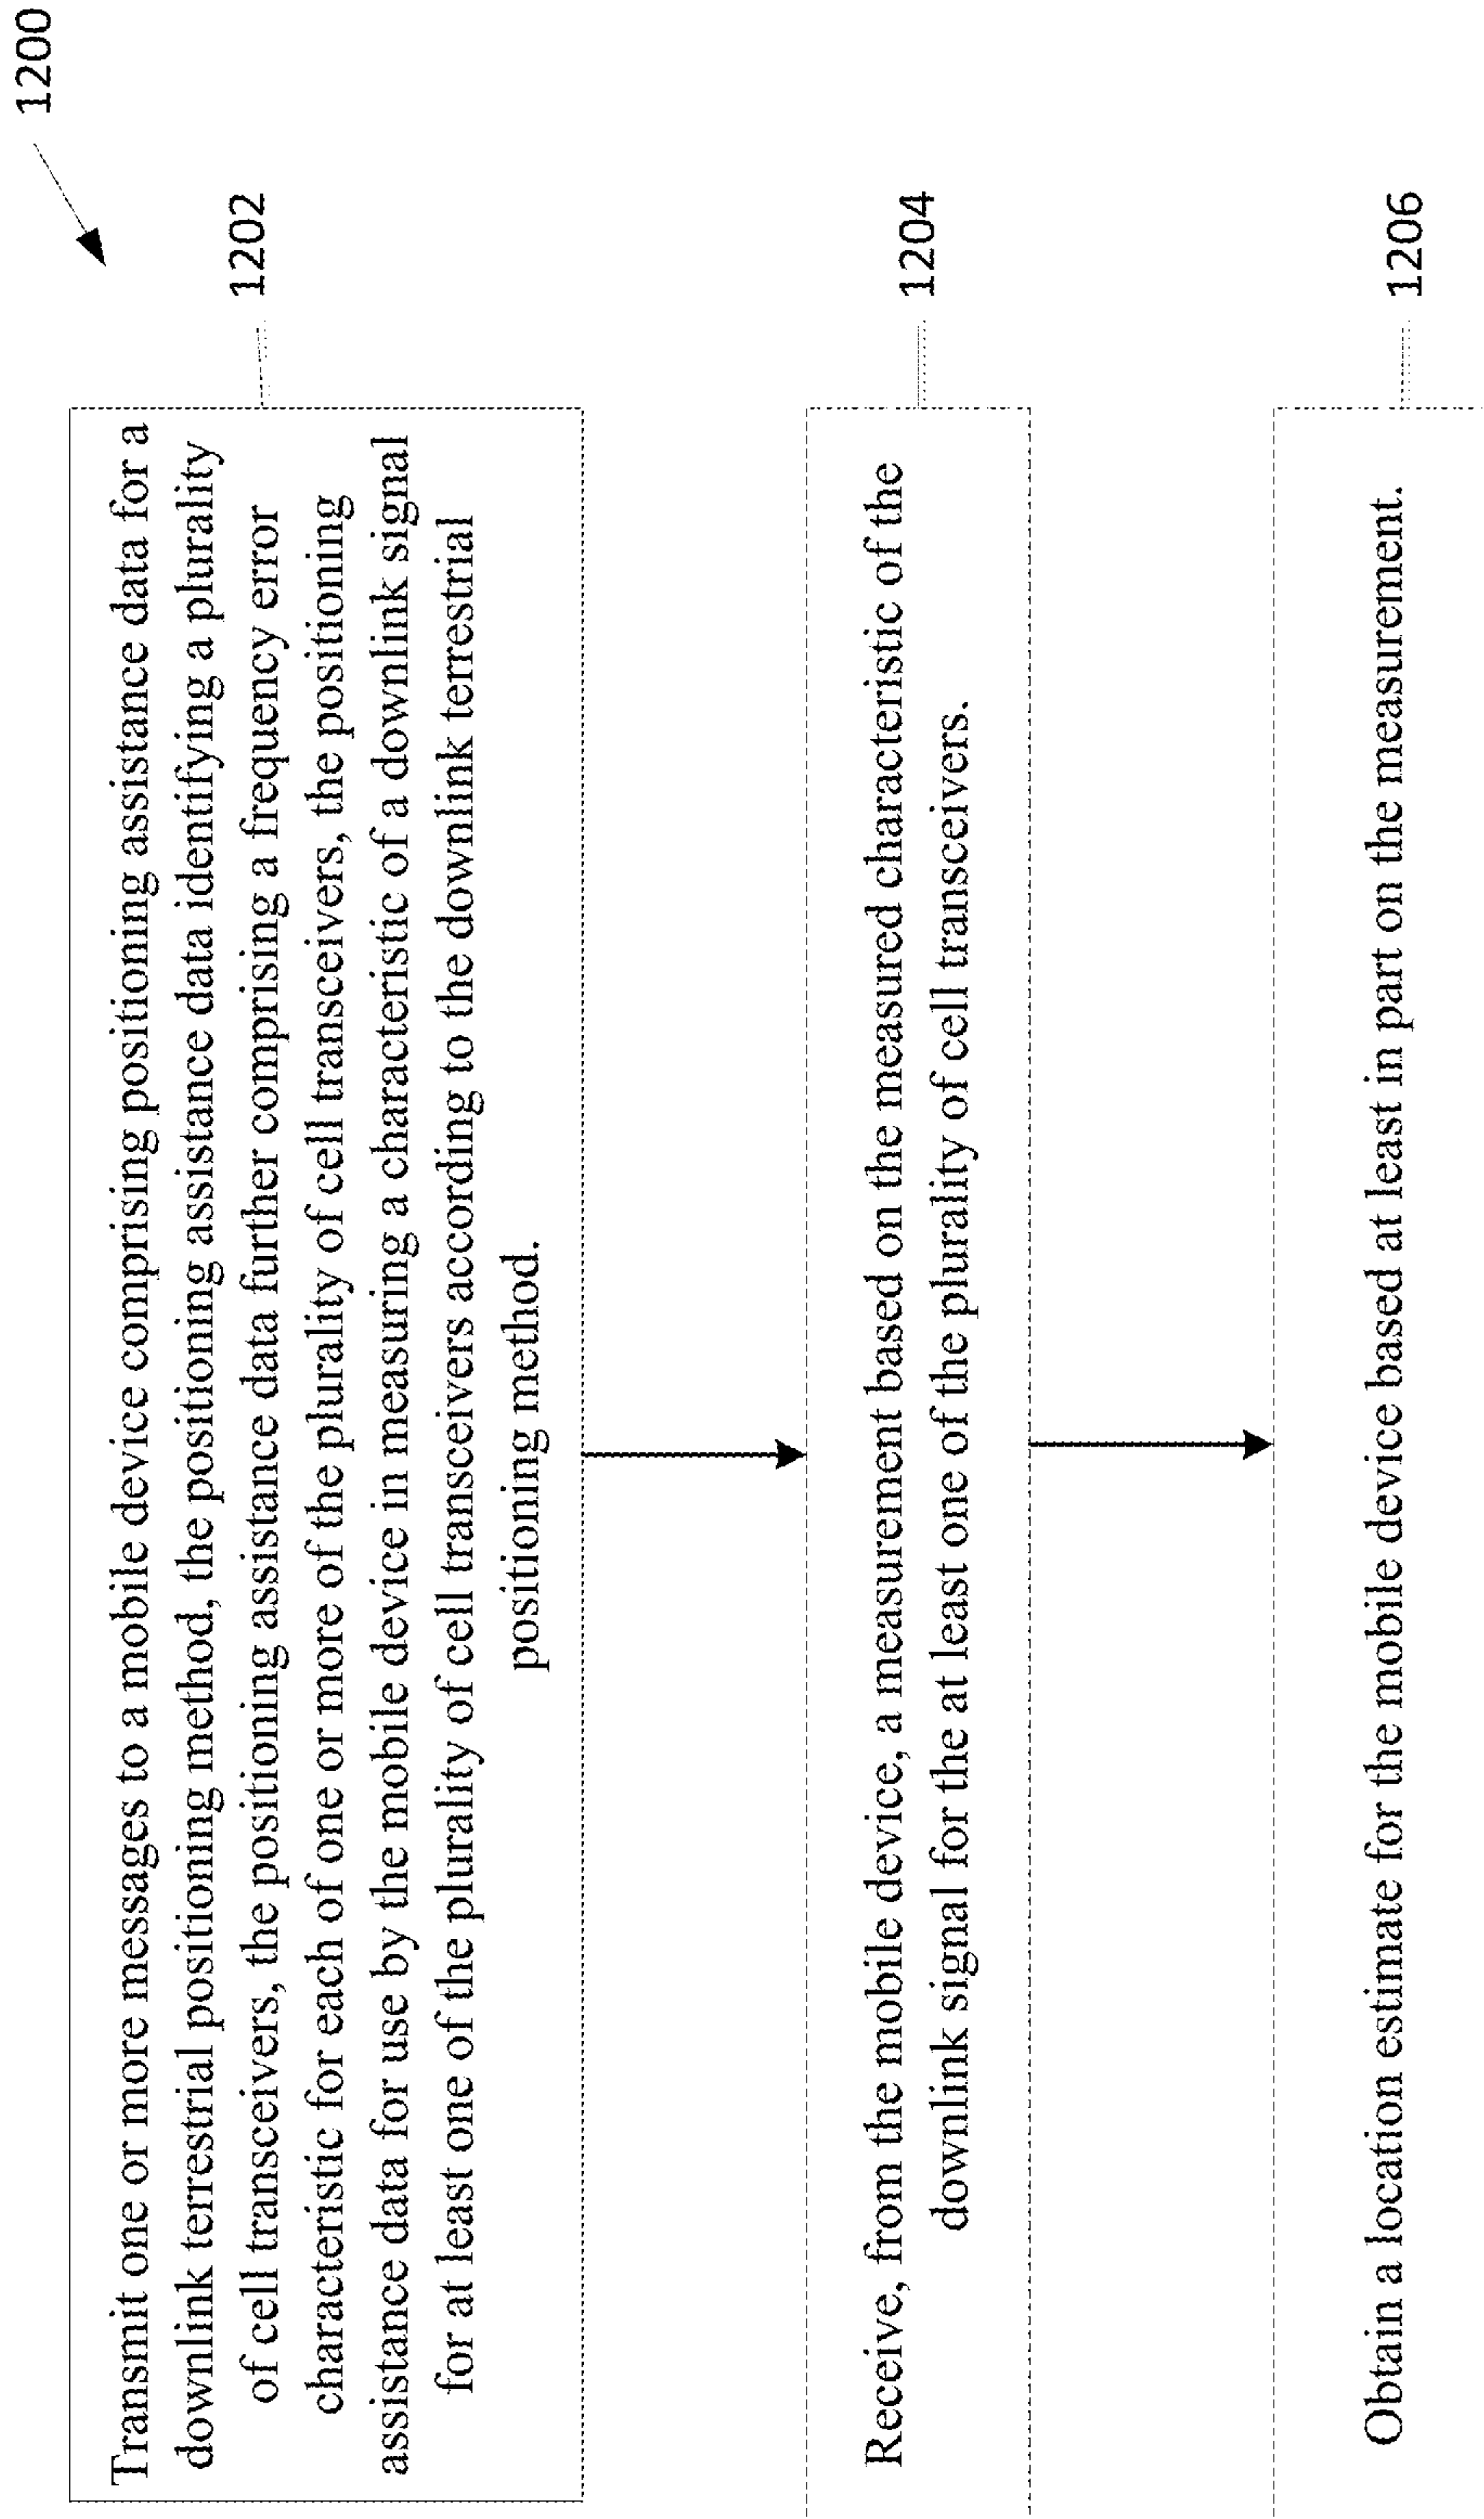 1200
Transmit one or more messages to a mobile device comprising positioning assistance data for a
downlink terrestrial positioning method, the positioning assistance data identifying a plurality
of cell transceivers, the positioning assistance data further comprising a frequency error
characteristic for each of one or more of the plurality of cell transceivers, the positioning
assistance data for use by the mobile device in measuring a characteristic of a downlink signal
for at least one of the plurality of cell transceivers according to the downlink terrestrial
positioning method.
1202
Receive, from the mobile device, a measurement based on the measured characteristic of the
downlink signal for the at least one of the plurality of cell transceivers.
1204
Obtain a location estimate for the mobile device based at least in part on the measurement.
1206